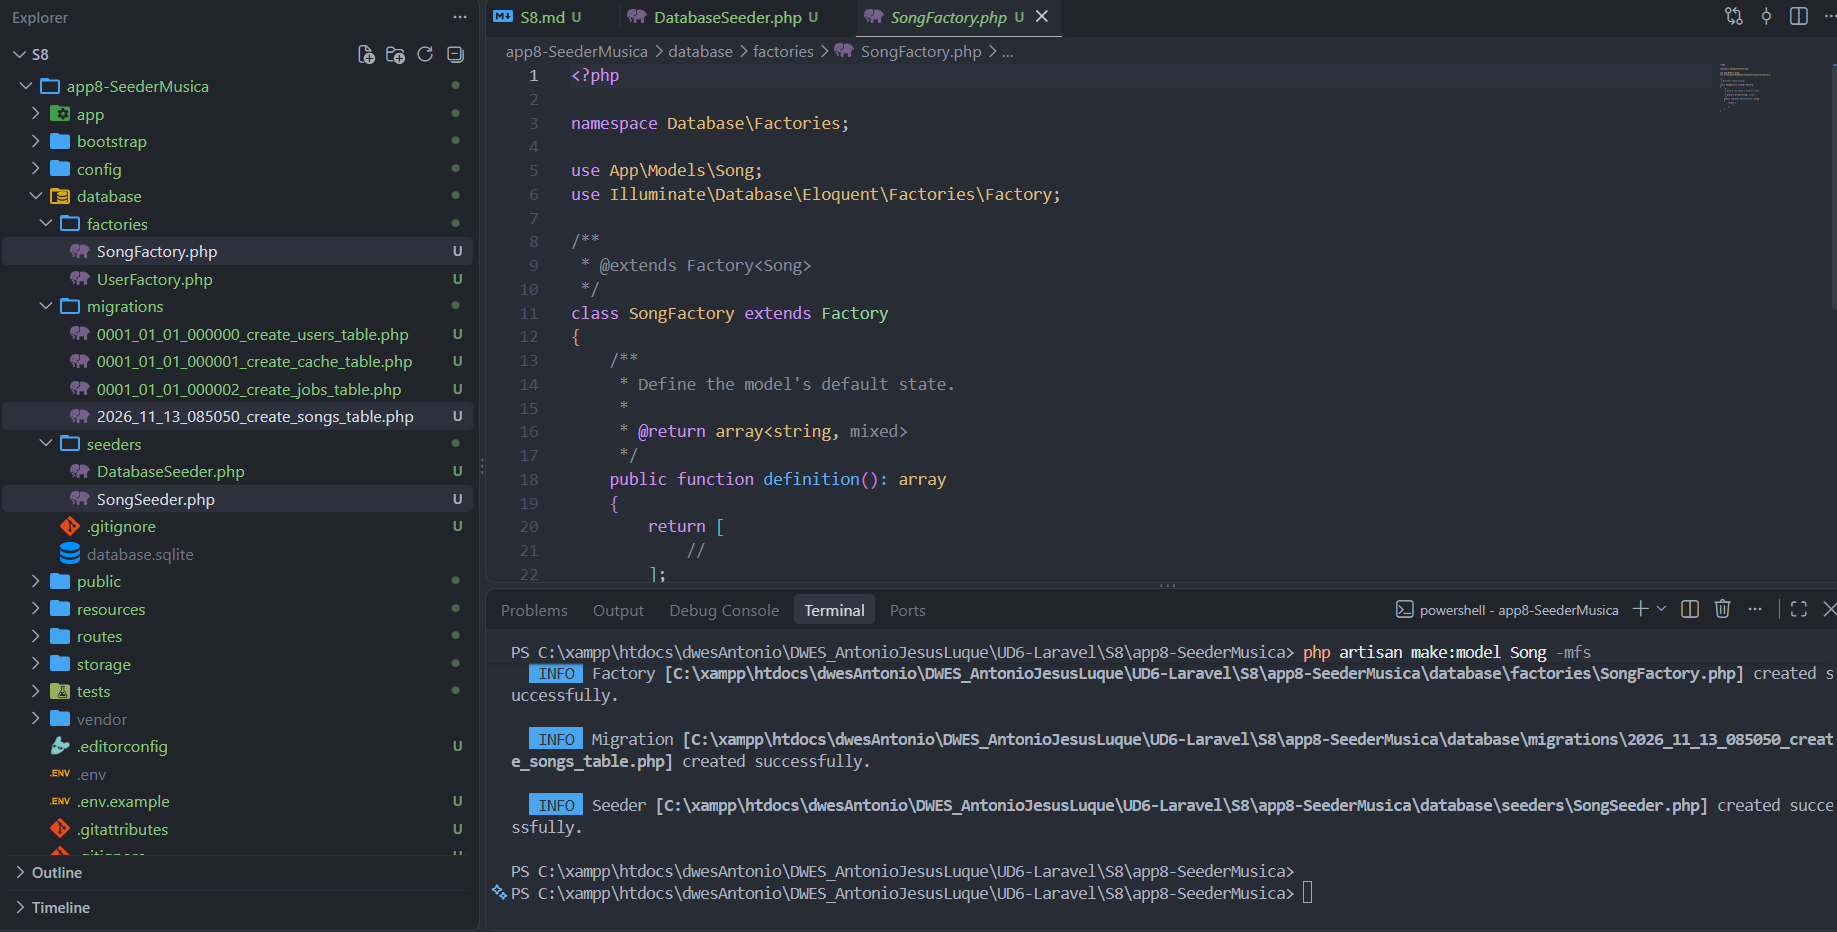 Explorer
S8
app8-SeederMusica
app
bootstrap
config
database
factories
SongFactory.php U
UserFactory.php U
migrations
0001_01_01_000000_create_users_table.php U
0001_01_01_000001_create_cache_table.php U
0001_01_01_000002_create_jobs_table.php U
2026_11_13_085050_create_songs_table.php U
seeders
DatabaseSeeder.php U
SongSeeder.php U
.gitignore U
database.sqlite
public
resources
routes
storage
tests
vendor
.editorconfig U
.ENV .env
.ENV .env.example U
.gitattributes U
Outline
Timeline
S8.md U
DatabaseSeeder.php U
SongFactory.php U
app8-SeederMusica > database > factories > SongFactory.php > ...
1 <?php
2
3 namespace Database\Factories;
4
5 use App\Models\Song;
6 use Illuminate\Database\Eloquent\Factories\Factory;
7
8 /**
9 * @extends Factory<Song>
10 */
11 class SongFactory extends Factory
12 {
13 /**
14 * Define the model's default state.
15 *
16 * @return array<string, mixed>
17 */
18 public function definition(): array
19 {
20 return [
21 //
22 ];
Problems Output Debug Console Terminal Ports
powershell - app8-SeederMusica
PS C:\xampp\htdocs\dwesAntonio\DWES_AntonioJesusLuque\UD6-Laravel\S8\app8-SeederMusica> php artisan make:model Song -mfs
INFO Factory [C:\xampp\htdocs\dwesAntonio\DWES_AntonioJesusLuque\UD6-Laravel\S8\app8-SeederMusica\database\factories\SongFactory.php] created s
uccessfully.
INFO Migration [C:\xampp\htdocs\dwesAntonio\DWES_AntonioJesusLuque\UD6-Laravel\S8\app8-SeederMusica\database\migrations\2026_11_13_085050_creat
e_songs_table.php] created successfully.
INFO Seeder [C:\xampp\htdocs\dwesAntonio\DWES_AntonioJesusLuque\UD6-Laravel\S8\app8-SeederMusica\database\seeders\SongSeeder.php] created succe
ssfully.
PS C:\xampp\htdocs\dwesAntonio\DWES_AntonioJesusLuque\UD6-Laravel\S8\app8-SeederMusica>
PS C:\xampp\htdocs\dwesAntonio\DWES_AntonioJesusLuque\UD6-Laravel\S8\app8-SeederMusica>